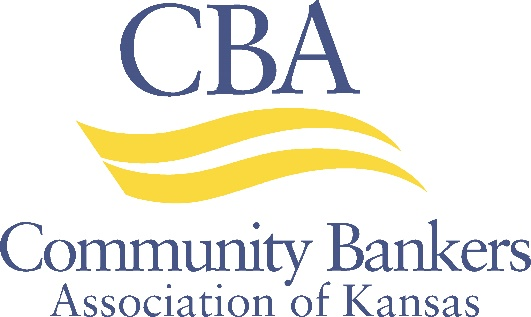 CBA
Community Bankers
Association of Kansas